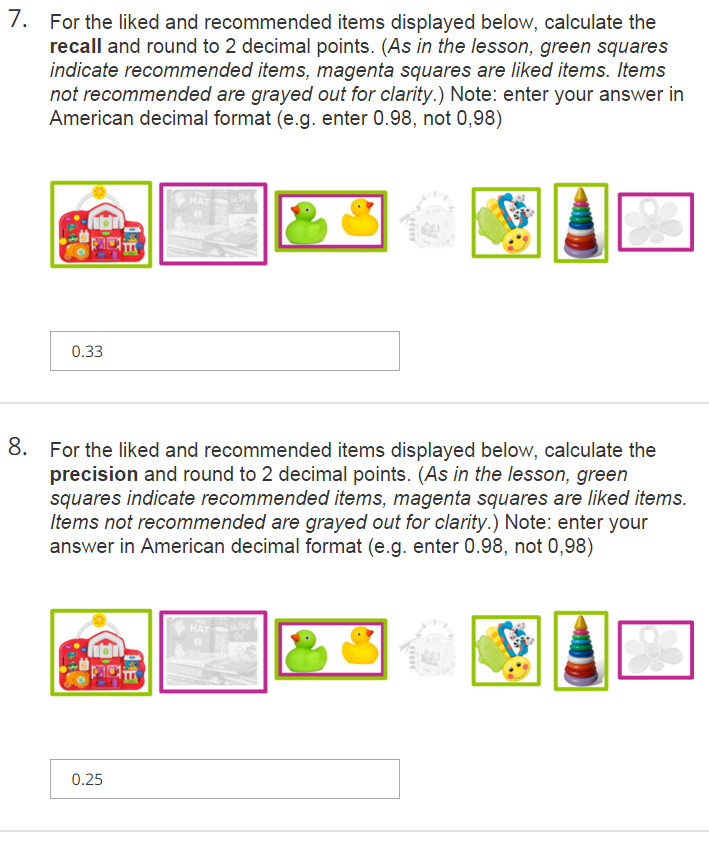 7. For the liked and recommended items displayed below, calculate the
recall and round to 2 decimal points. (As in the lesson, green squares
indicate recommended items, magenta squares are liked items. Items
not recommended are grayed out for clarity.) Note: enter your answer in
American decimal format (e.g. enter 0.98, not 0,98)
0.33
8. For the liked and recommended items displayed below, calculate the
precision and round to 2 decimal points. (As in the lesson, green
squares indicate recommended items, magenta squares are liked items.
Items not recommended are grayed out for clarity.) Note: enter your
answer in American decimal format (e.g. enter 0.98, not 0,98)
0.25